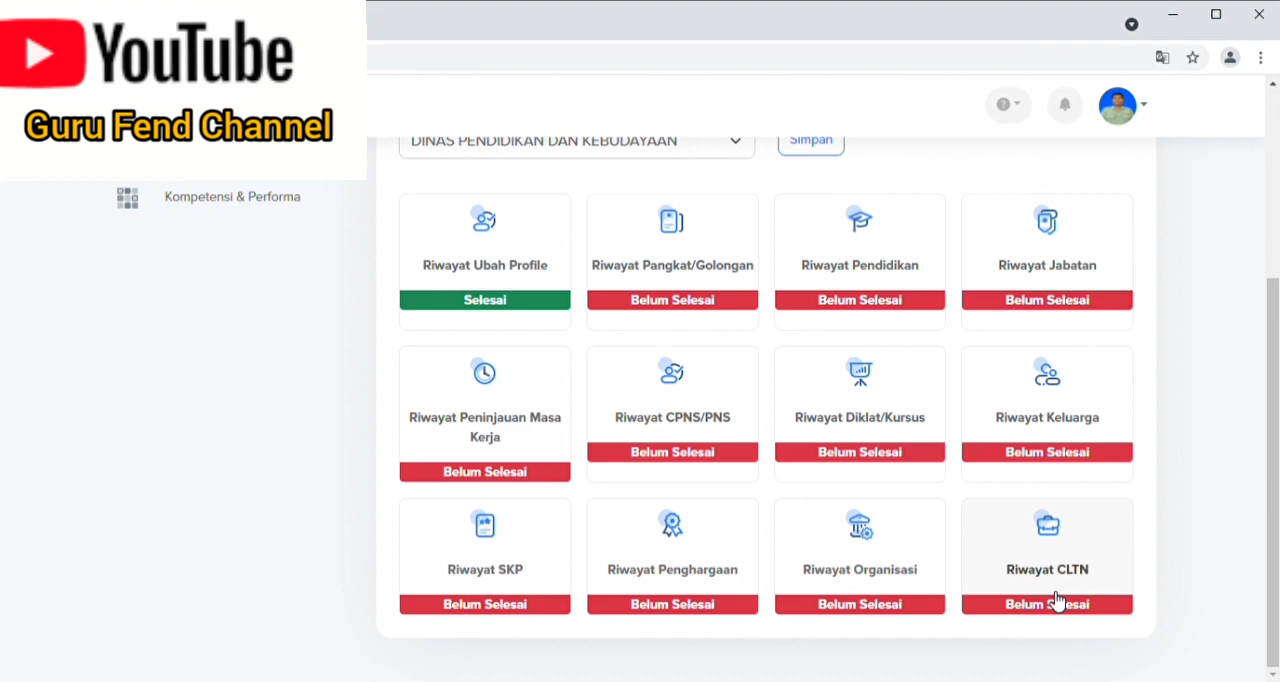 YouTube
Guru Fend Channel
DINAS PENDIDIKAN DAN KEBUDAYAAN
Simpan
Kompetensi & Performa
Riwayat Ubah Profile
Selesai
Riwayat Pangkat/Golongan
Belum Selesai
Riwayat Pendidikan
Belum Selesai
Riwayat Jabatan
Belum Selesai
Riwayat Peninjauan Masa
Kerja
Belum Selesai
Riwayat CPNS/PNS
Belum Selesai
Riwayat Diklat/Kursus
Belum Selesai
Riwayat Keluarga
Belum Selesai
Riwayat SKP
Belum Selesai
Riwayat Penghargaan
Belum Selesai
Riwayat Organisasi
Belum Selesai
Riwayat CLTN
Belum Selesai